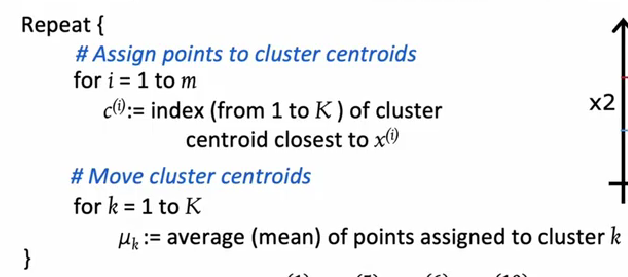 Repeat {
# Assign points to cluster centroids
for i = 1 to m
c⁽ⁱ⁾:= index (from 1 to K ) of cluster
centroid closest to x⁽ⁱ⁾
x2
# Move cluster centroids
for k = 1 to K
μₖ := average (mean) of points assigned to cluster k
}